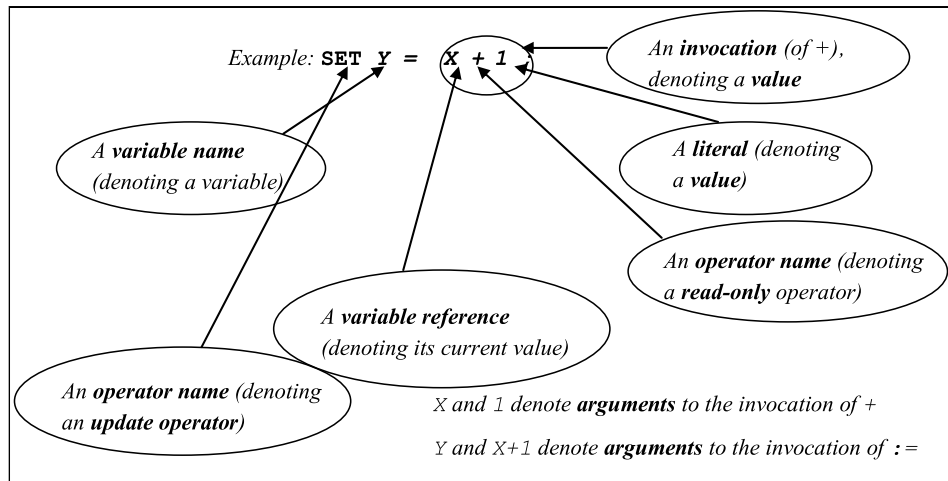 Example: SET Y = X + 1 ;
An invocation (of +),
denoting a value
A variable name
(denoting a variable)
A literal (denoting
a value)
An operator name (denoting
a read-only operator)
A variable reference
(denoting its current value)
An operator name (denoting
an update operator)
X and 1 denote arguments to the invocation of +
Y and X+1 denote arguments to the invocation of :=